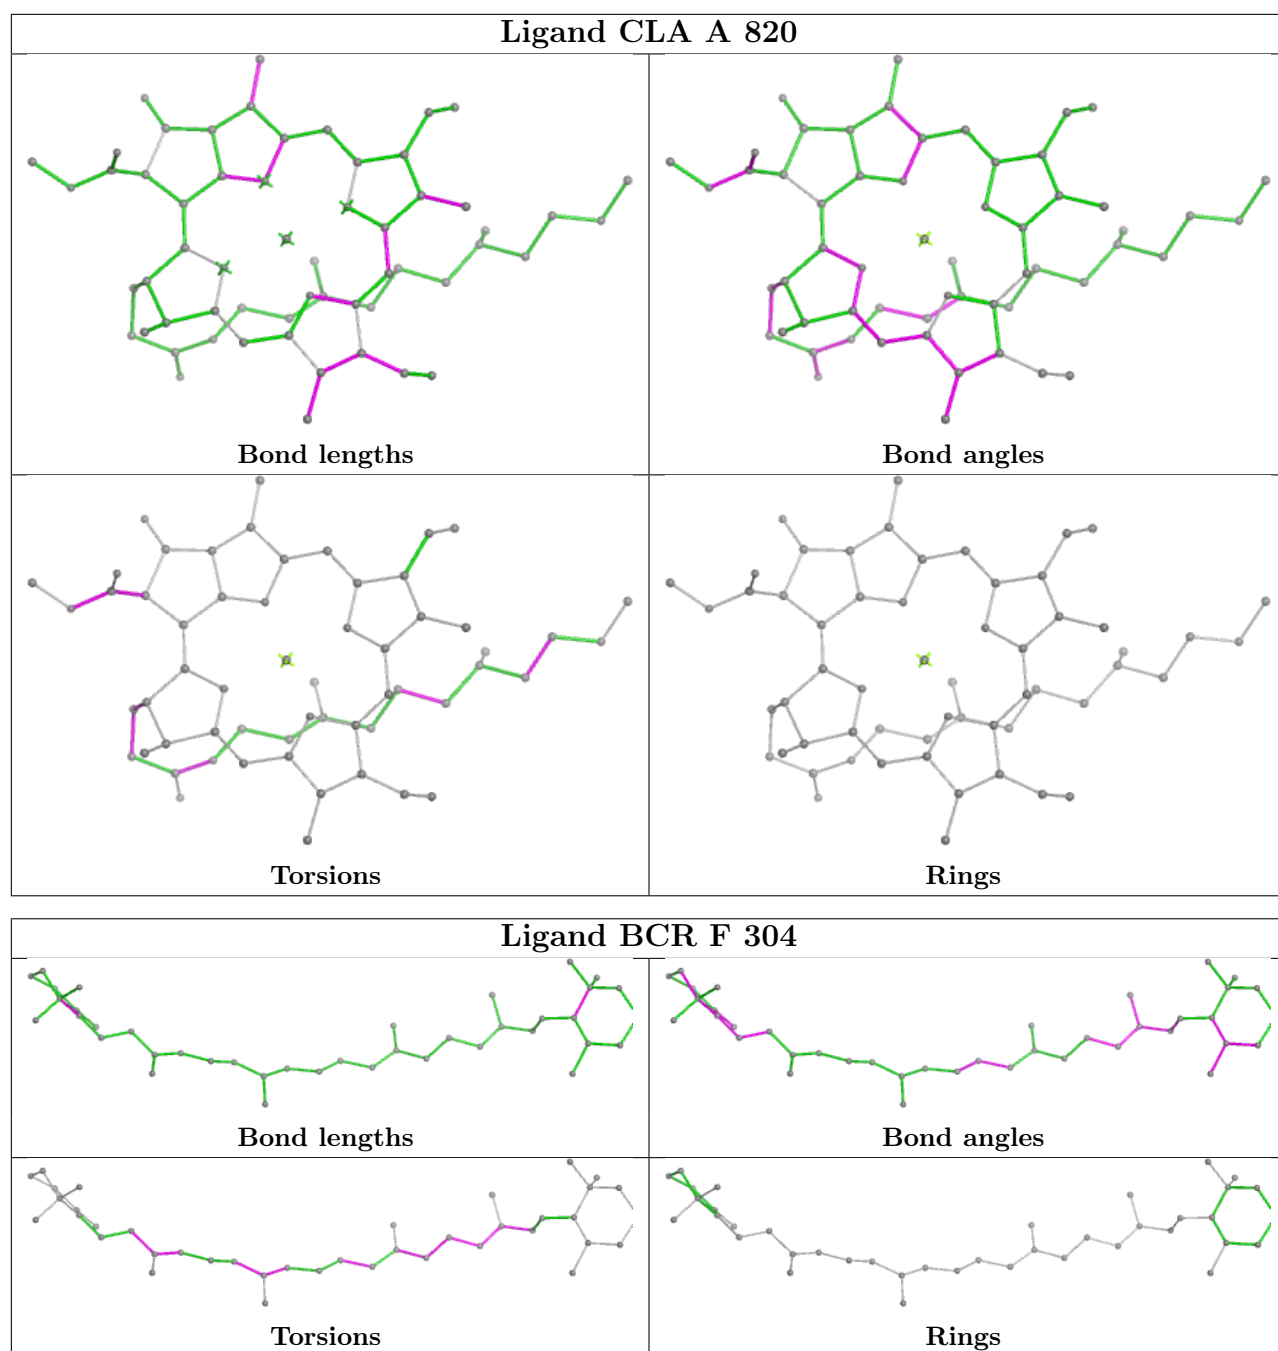 Ligand CLA A 820
Bond lengths
Bond angles
Torsions
Rings
Ligand BCR F 304
Bond lengths
Bond angles
Torsions
Rings